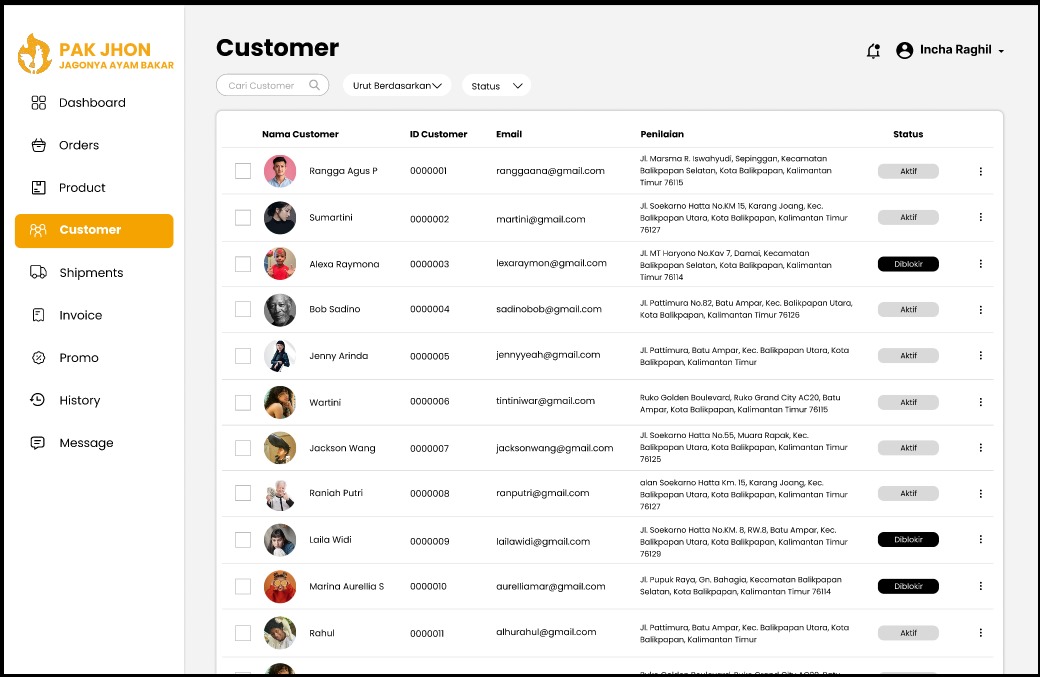 PAK JHON
JAGONYA AYAM BAKAR
Dashboard
Orders
Product
Customer
Shipments
Invoice
Promo
History
Message
Customer
Incha Raghil
Cari Customer
Urut Berdasarkan
Status
Nama Customer ID Customer Email Penilaian Status
Rangga Agus P 0000001 ranggaana@gmail.com
Jl. Marsma R. Iswahyudi, Sepinggan, Kecamatan
Balikpopan Selatan, Kota Balikpapan, Kalimantan
Timur 76115
Aktif
Sumartini 0000002 martini@gmail.com
Jl. Soekarno Hatta No.KM 15, Karang Joang, Kec.
Balikpopan Utara, Kota Balikpapan, Kalimantan Timur
76127
Aktif
Alexa Raymona 0000003 lexaraymon@gmail.com
Jl. MT Haryono No.Kav 7, Damai, Kecamatan
Balikpapan Selatan, Kota Balikpapan, Kalimantan
Timur 76114
Diblokir
Bob Sadino 0000004 sadinobob@gmail.com
Jl. Pattimura No.82, Batu Ampar, Kec. Balikpapan Utara,
Kota Balikpapan, Kalimantan Timur 76126
Aktif
Jenny Arinda 0000005 jennyyeah@gmail.com
Jl. Pattimura, Batu Ampar, Kec. Balikpapan Utara, Kota
Balikpapan, Kalimantan Timur
Aktif
Wartini 0000006 tintiniwar@gmail.com
Ruko Golden Boulevard, Ruko Grand City AC20, Batu
Ampar, Kota Balikpapan, Kalimantan Timur 76115
Aktif
Jackson Wang 0000007 jacksonwang@gmail.com
Jl. Soekarno Hatta No.55, Muara Rapak, Kec.
Balikpapan Utara, Kota Balikpapan, Kalimantan Timur
76125
Aktif
Raniah Putri 0000008 ranputri@gmail.com
alan Soekarno Hatta Km. 15, Karang Joang, Kec.
Balikpapan Utara, Kota Balikpapan, Kalimantan Timur
76127
Aktif
Laila Widi 0000009 lailawidi@gmail.com
Jl. Soekarno Hatta No.KM. 8, RW.8, Batu Ampar, Kec.
Balikpapan Utara, Kota Balikpapan, Kalimantan Timur
76129
Diblokir
Marina Aurellia S 0000010 aurelliamar@gmail.com
Jl. Pupuk Raya, Gn. Bahagia, Kecamatan Balikpapan
Selatan, Kota Balikpapan, Kalimantan Timur 76114
Diblokir
Rahul 0000011 alhurahul@gmail.com
Jl. Pattimura, Batu Ampar, Kec. Balikpapan Utara, Kota
Balikpapan, Kalimantan Timur
Aktif